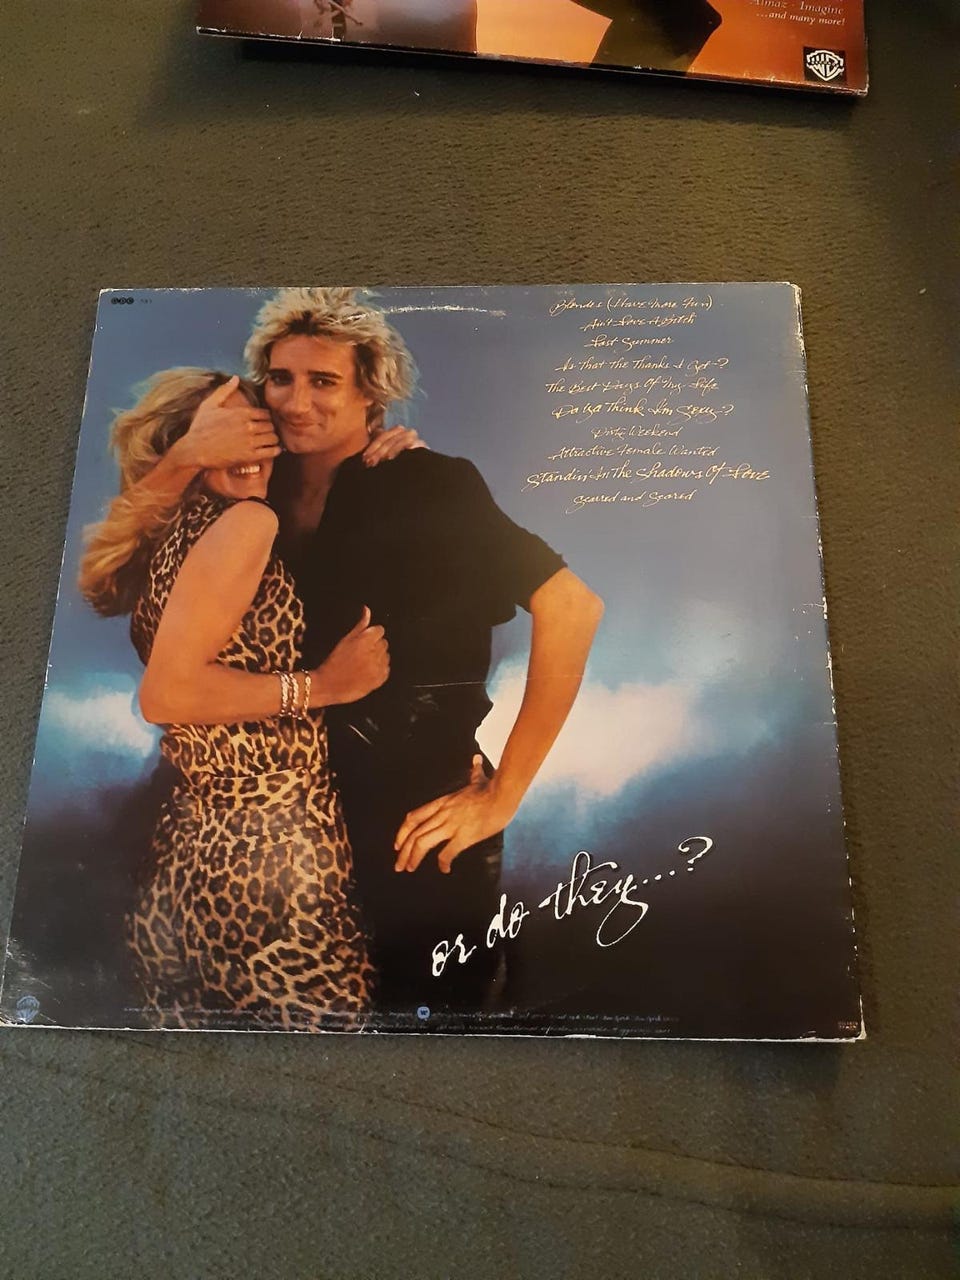 Almaz · Imagine
...and many more!
Blondes (Have More Fun)
Ain't Love A Bitch
Last Summer
Is That The Thanks I Get?
The Best Days Of My Life
Da Ya Think I'm Sexy?
Dirty Weekend
Attractive Female Wanted
Standin' In The Shadows Of Love
Scarred and Scared
or do they...?